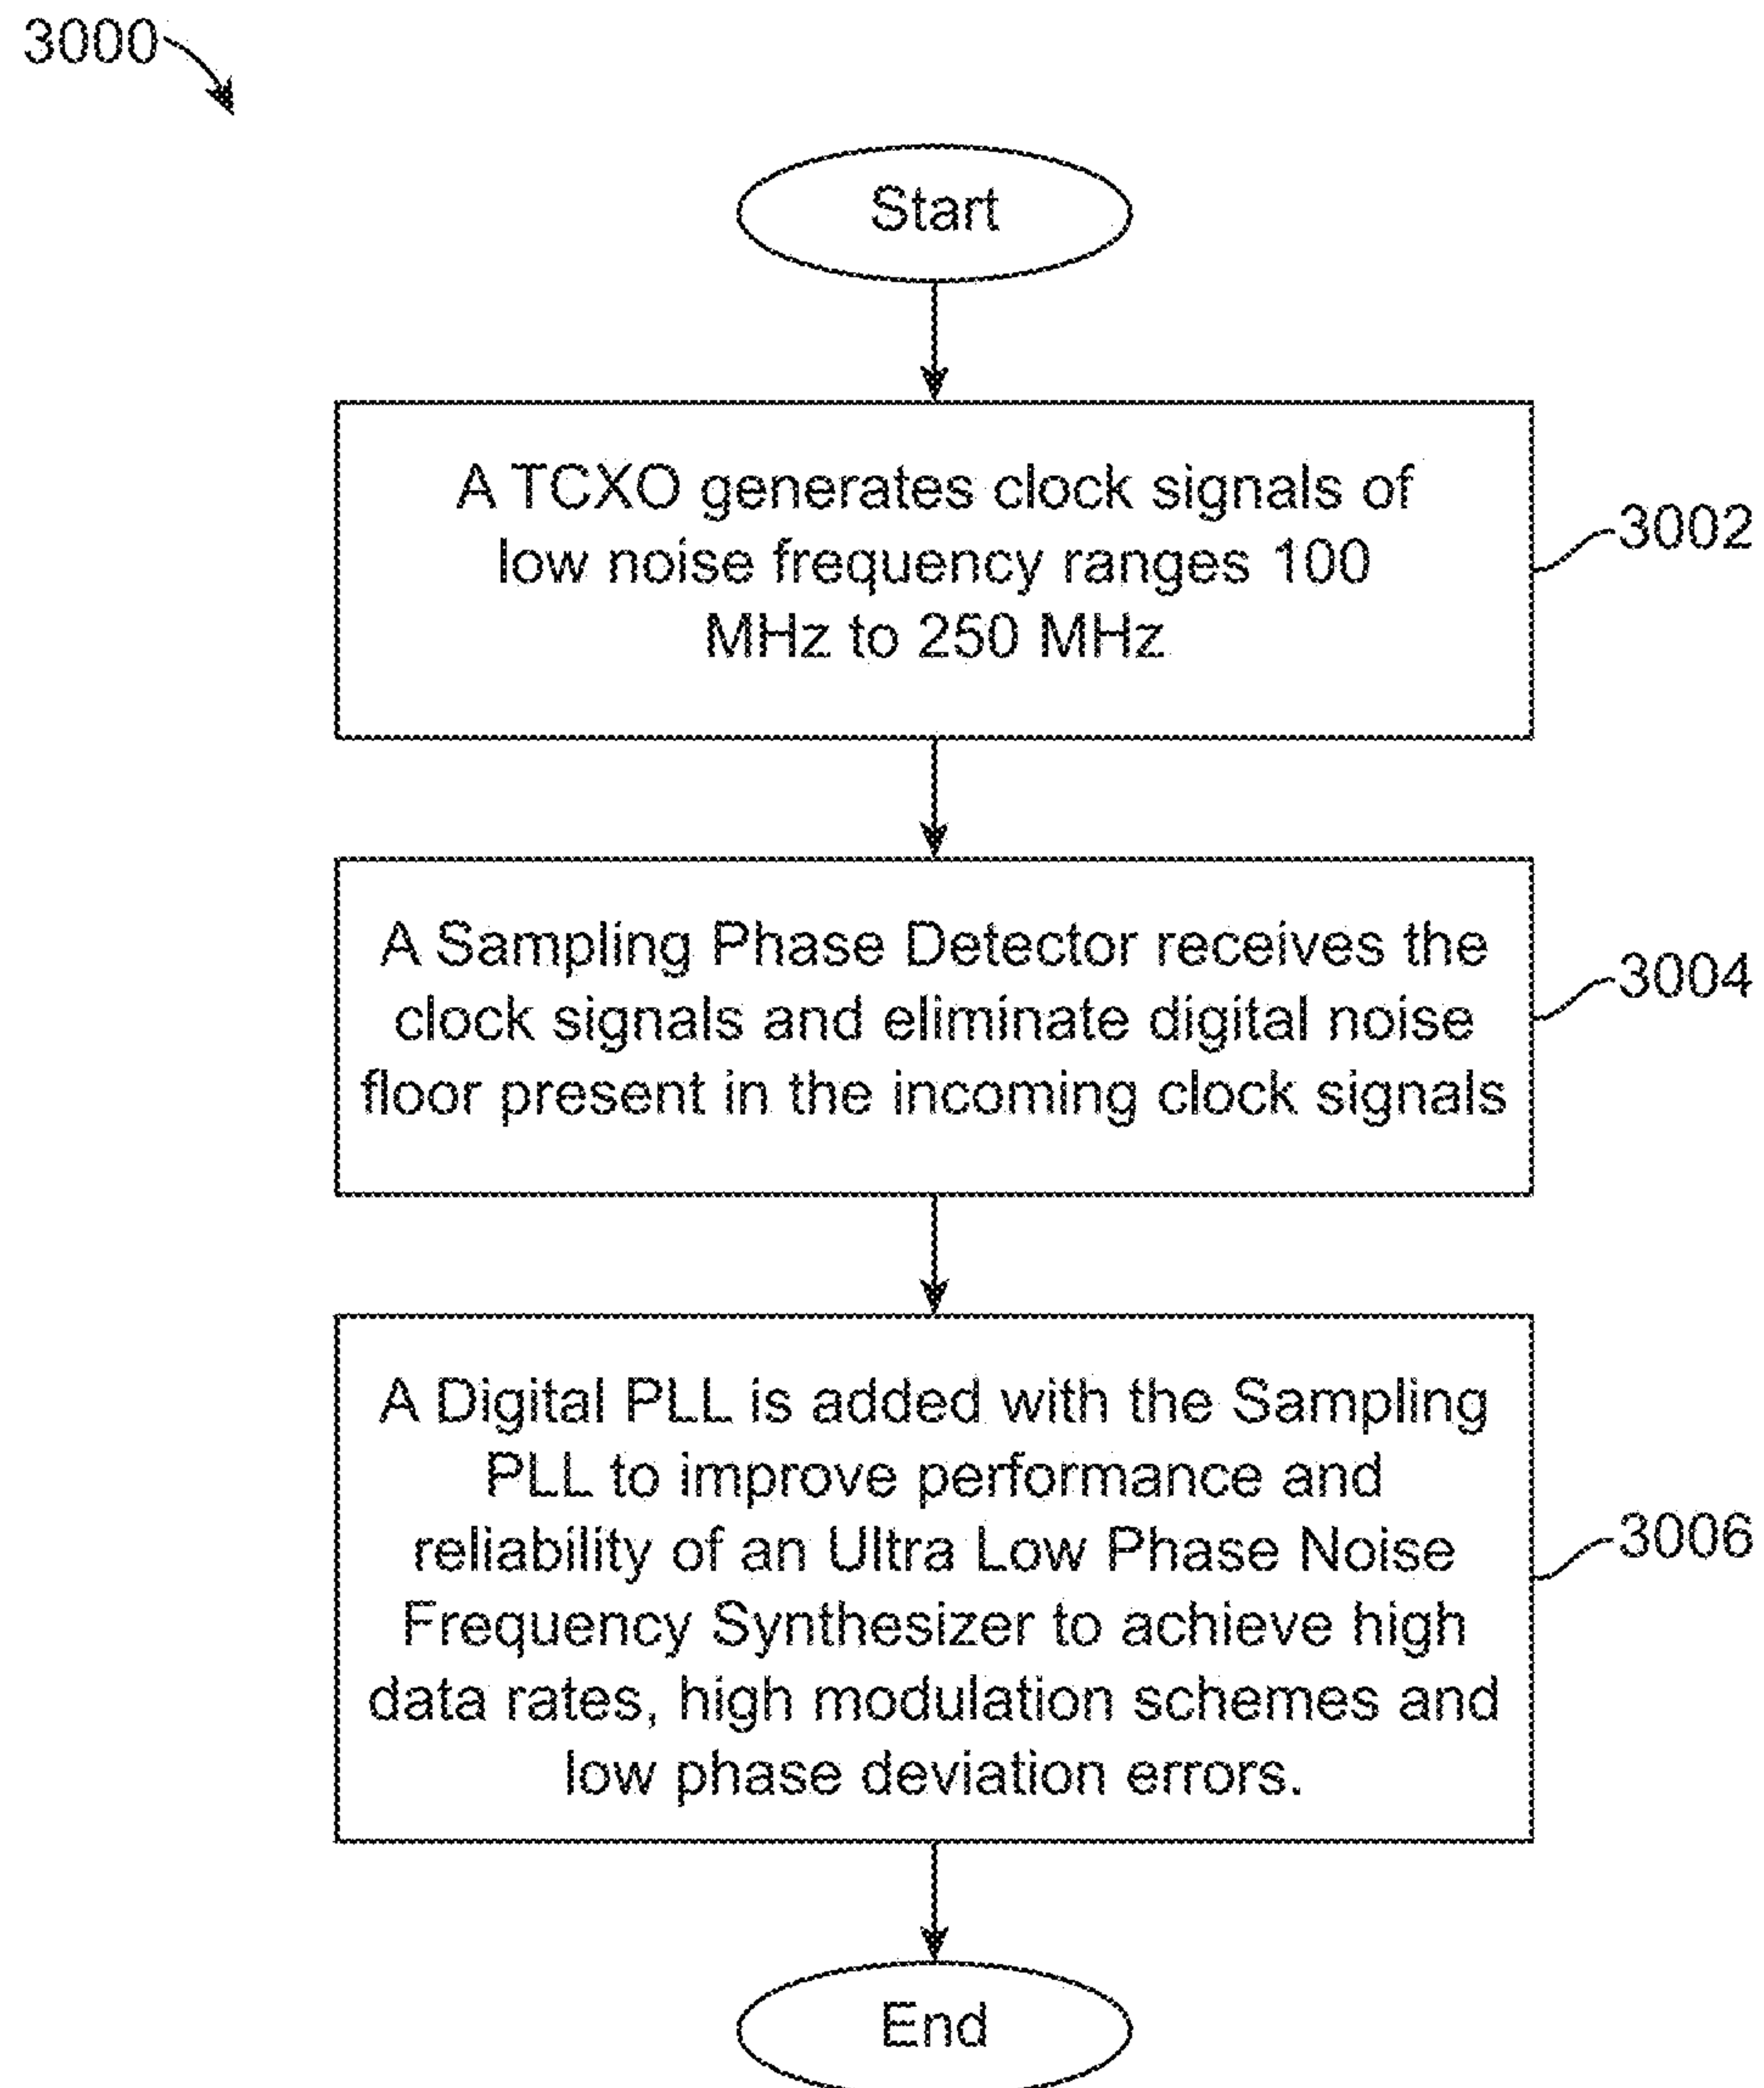 3000
Start
A TCXO generates clock signals of
low noise frequency ranges 100
MHz to 250 MHz
3002
A Sampling Phase Detector receives the
clock signals and eliminate digital noise
floor present in the incoming clock signals
3004
A Digital PLL is added with the Sampling
PLL to improve performance and
reliability of an Ultra Low Phase Noise
Frequency Synthesizer to achieve high
data rates, high modulation schemes and
low phase deviation errors.
3006
End